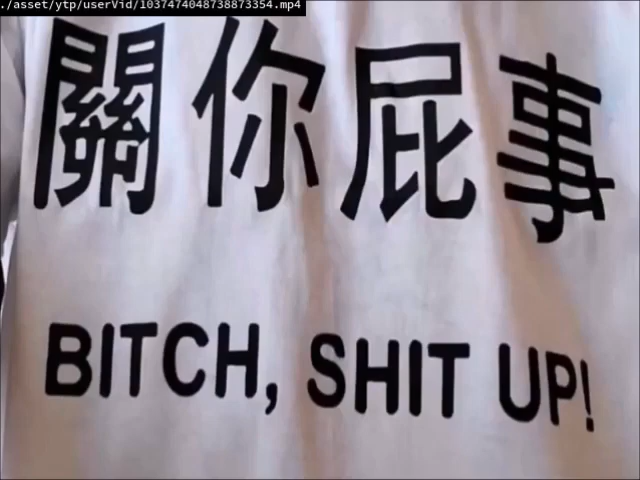 ./asset/ytp/userVid/1037474048738873354.mp4
關你屁事
BITCH, SHIT UP!